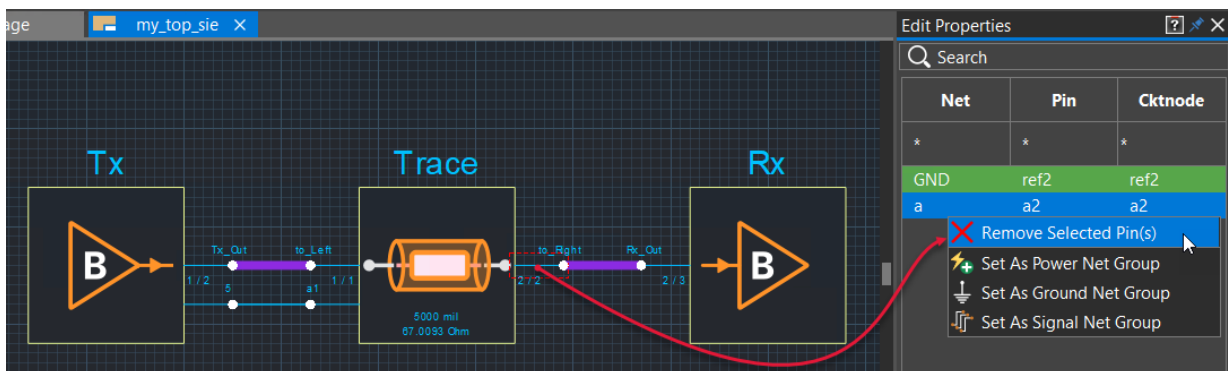 age
my_top_sie
Edit Properties
?
Search
Net Pin Cktnode
* * *
GND ref2 ref2
a a2 a2
Remove Selected Pin(s)
Set As Power Net Group
Set As Ground Net Group
Set As Signal Net Group
Tx Trace Rx
Tx_Out to_Left to_Right Rx_Out
B B
1 / 2 5 a1 1 / 1 2 / 2 2 / 3
5000 mil
67.0093 Ohm